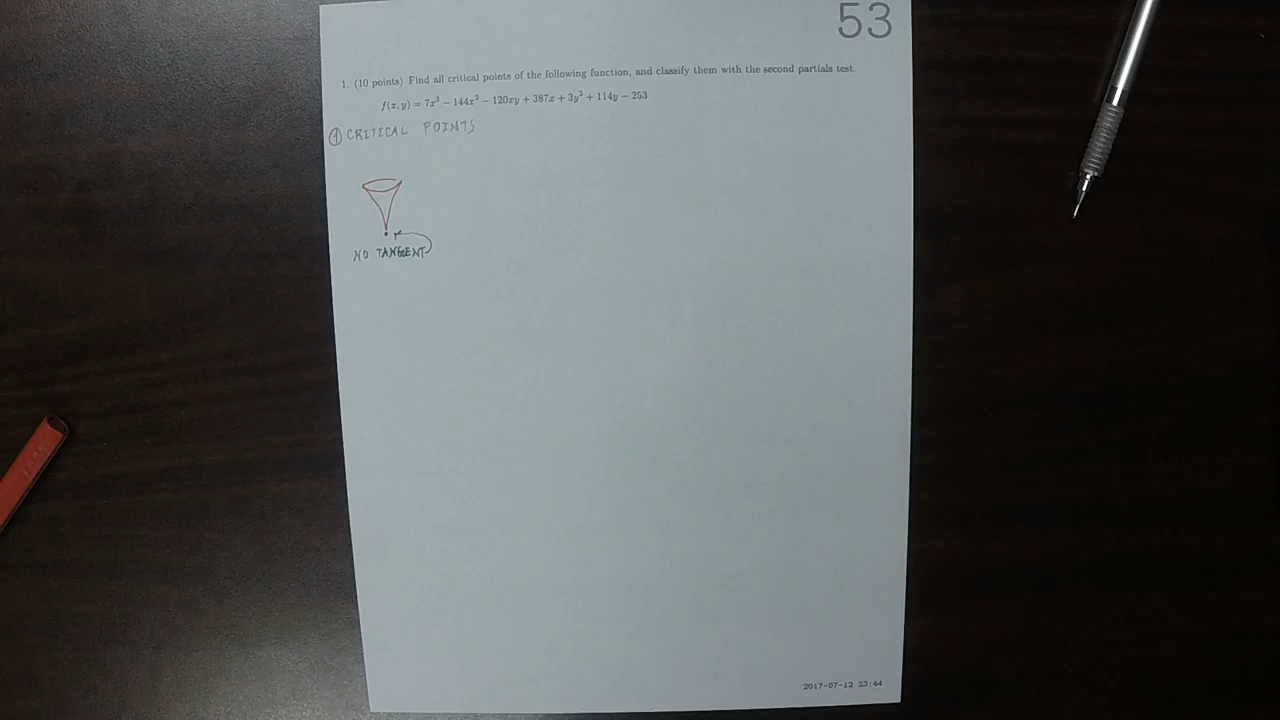 53
1. (10 points) Find all critical points of the following function, and classify them with the second partials test.
f(x, y) = 7x³ − 144x² − 120xy + 387x + 3y² + 114y − 253
① CRITICAL POINTS
NO TANGENT
2017-07-12 23:44